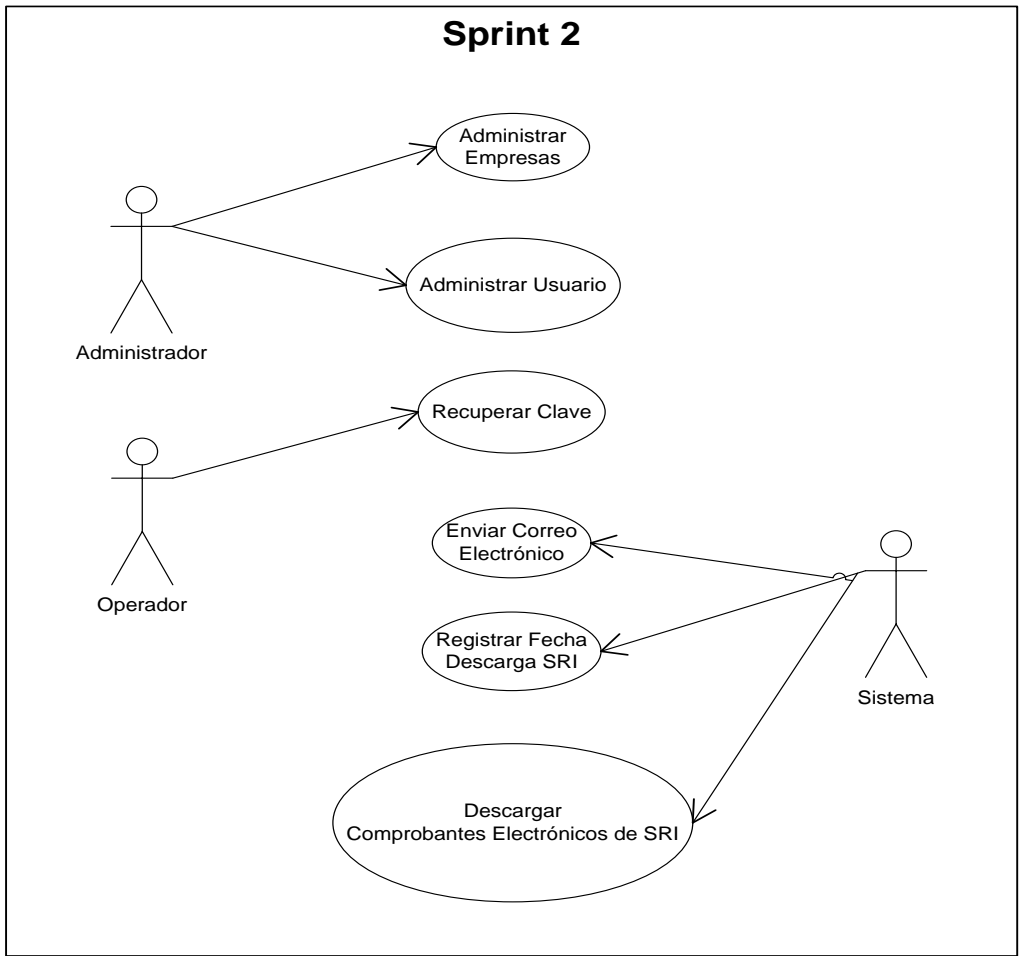 Sprint 2
Administrar
Empresas
Administrar Usuario
Administrador
Recuperar Clave
Operador
Enviar Correo
Electrónico
Registrar Fecha
Descarga SRI
Sistema
Descargar
Comprobantes Electrónicos de SRI